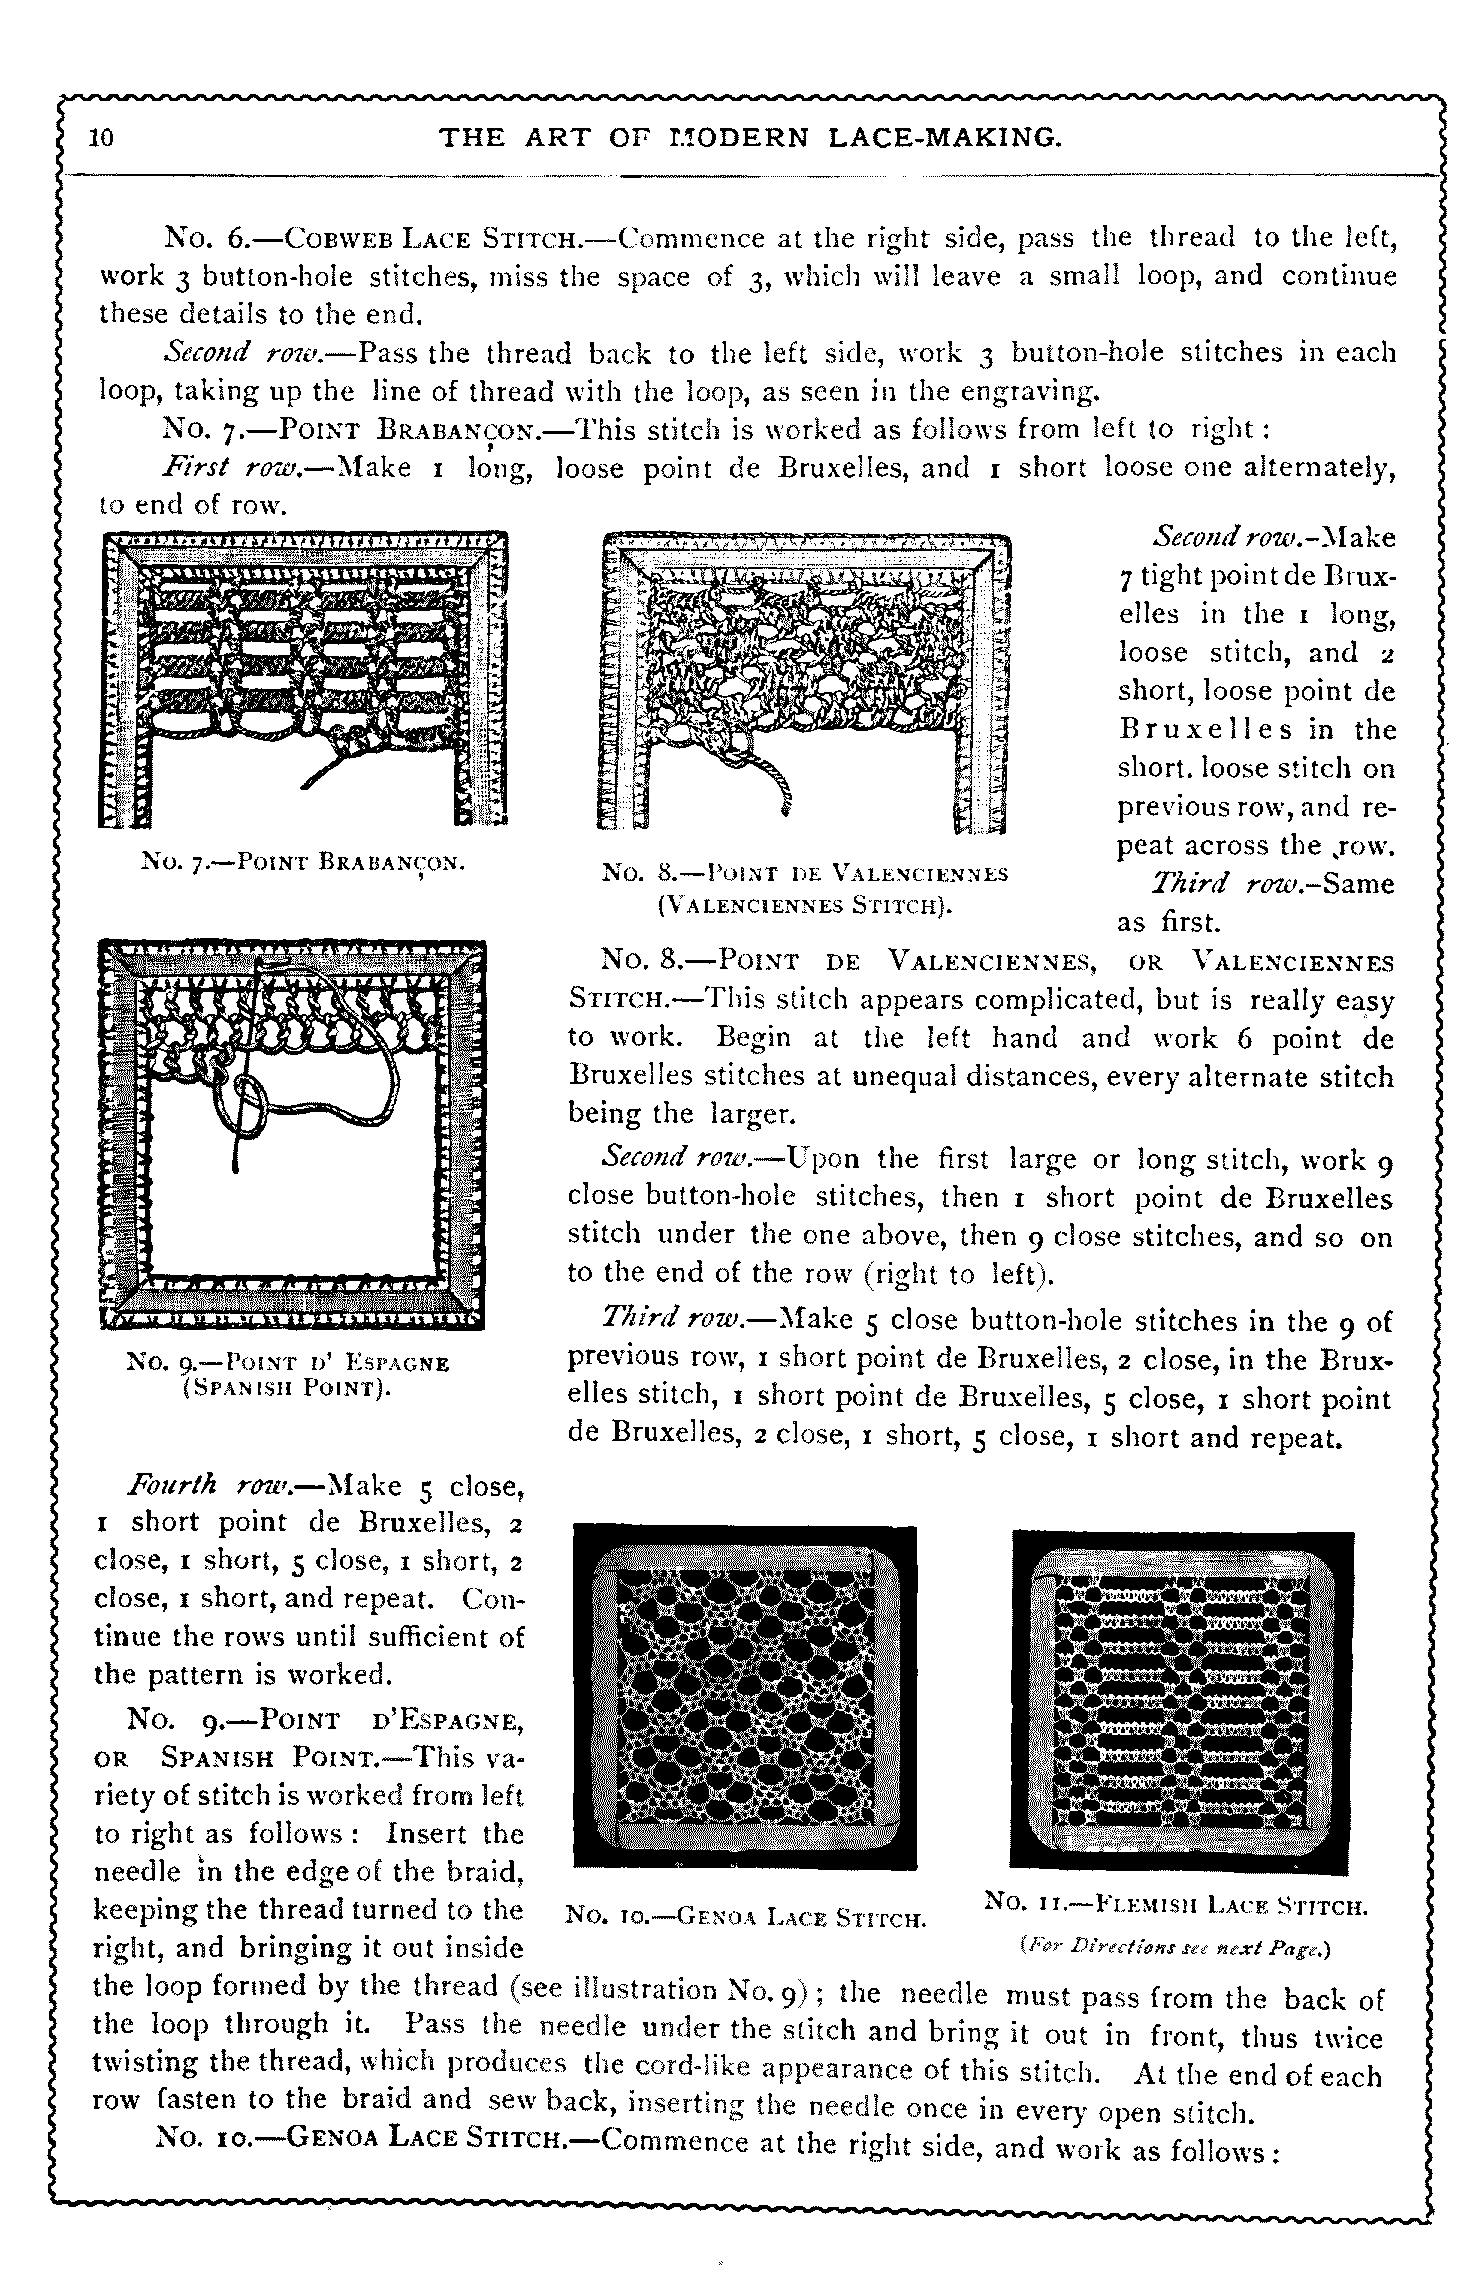 10 THE ART OF MODERN LACE-MAKING.
No. 6.—Cobweb Lace Stitch.—Commence at the right side, pass the thread to the left,
work 3 button-hole stitches, miss the space of 3, which will leave a small loop, and continue
these details to the end.
Second row.—Pass the thread back to the left side, work 3 button-hole stitches in each
loop, taking up the line of thread with the loop, as seen in the engraving.
No. 7.—Point Brabançon.—This stitch is worked as follows from left to right:
First row.—Make 1 long, loose point de Bruxelles, and 1 short loose one alternately,
to end of row.
Second row.–Make
7 tight point de Brux-
elles in the 1 long,
loose stitch, and 2
short, loose point de
Bruxelles in the
short. loose stitch on
previous row, and re-
peat across the row.
Third row.–Same
as first.
No. 7.—Point Brabançon.
No. 8.—Point de Valenciennes
(Valenciennes Stitch).
No. 8.—Point de Valenciennes, or Valenciennes
Stitch.—This stitch appears complicated, but is really easy
to work. Begin at the left hand and work 6 point de
Bruxelles stitches at unequal distances, every alternate stitch
being the larger.
Second row.—Upon the first large or long stitch, work 9
close button-hole stitches, then 1 short point de Bruxelles
stitch under the one above, then 9 close stitches, and so on
to the end of the row (right to left).
Third row.—Make 5 close button-hole stitches in the 9 of
previous row, 1 short point de Bruxelles, 2 close, in the Brux-
elles stitch, 1 short point de Bruxelles, 5 close, 1 short point
de Bruxelles, 2 close, 1 short, 5 close, 1 short and repeat.
No. 9.—Point d' Espagne
(Spanish Point).
Fourth row.—Make 5 close,
1 short point de Bruxelles, 2
close, 1 short, 5 close, 1 short, 2
close, 1 short, and repeat. Con-
tinue the rows until sufficient of
the pattern is worked.
No. 9.—Point d'Espagne,
or Spanish Point.—This va-
riety of stitch is worked from left
to right as follows: Insert the
needle in the edge of the braid,
keeping the thread turned to the
right, and bringing it out inside
the loop formed by the thread (see illustration No. 9); the needle must pass from the back of
the loop through it. Pass the needle under the stitch and bring it out in front, thus twice
twisting the thread, which produces the cord-like appearance of this stitch. At the end of each
row fasten to the braid and sew back, inserting the needle once in every open stitch.
No. 10.—Genoa Lace Stitch.
No. 11.—Flemish Lace Stitch.
(For Directions see next Page.)
No. 10.—Genoa Lace Stitch.—Commence at the right side, and work as follows: